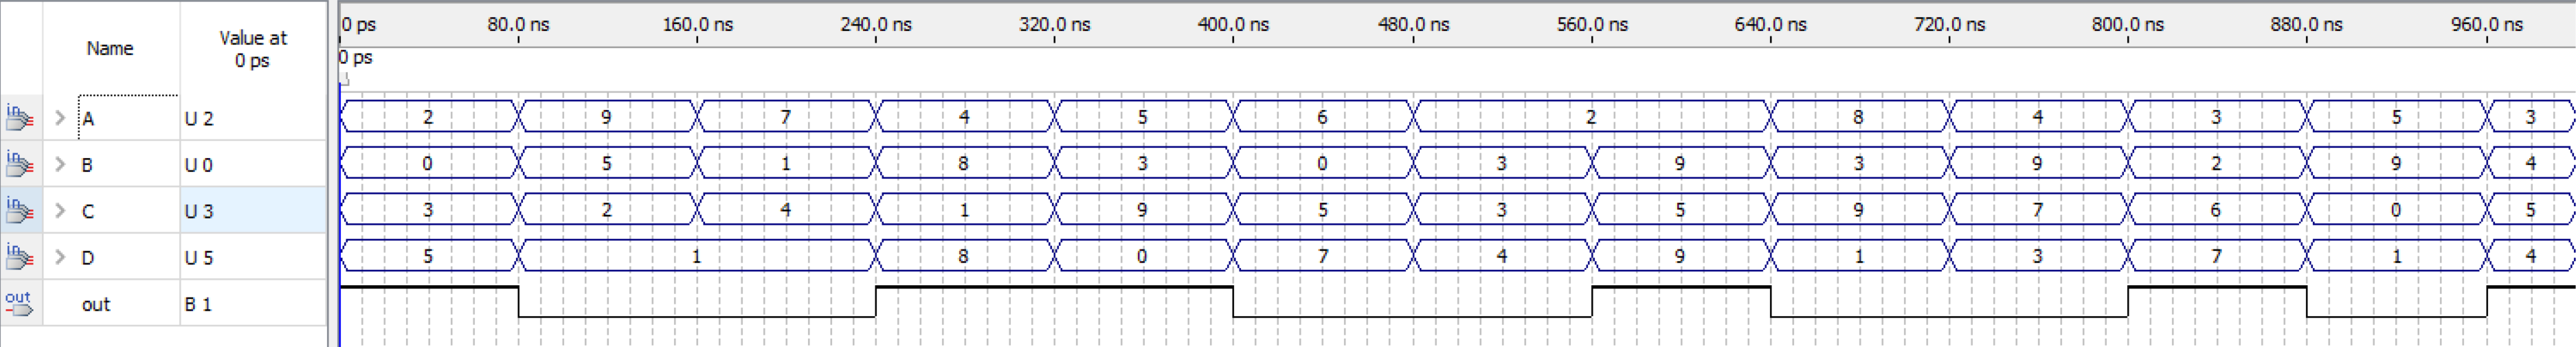 0 ps 80.0 ns 160.0 ns 240.0 ns 320.0 ns 400.0 ns 480.0 ns 560.0 ns 640.0 ns 720.0 ns 800.0 ns 880.0 ns 960.0 ns
Name Value at
0 ps
0 ps
in A U 2 2 9 7 4 5 6 2 8 4 3 5 3
in B U 0 0 5 1 8 3 0 3 9 3 9 2 9 4
in C U 3 3 2 4 1 9 5 3 5 9 7 6 0 5
in D U 5 5 1 8 0 7 4 9 1 3 7 1 4
out out B 1